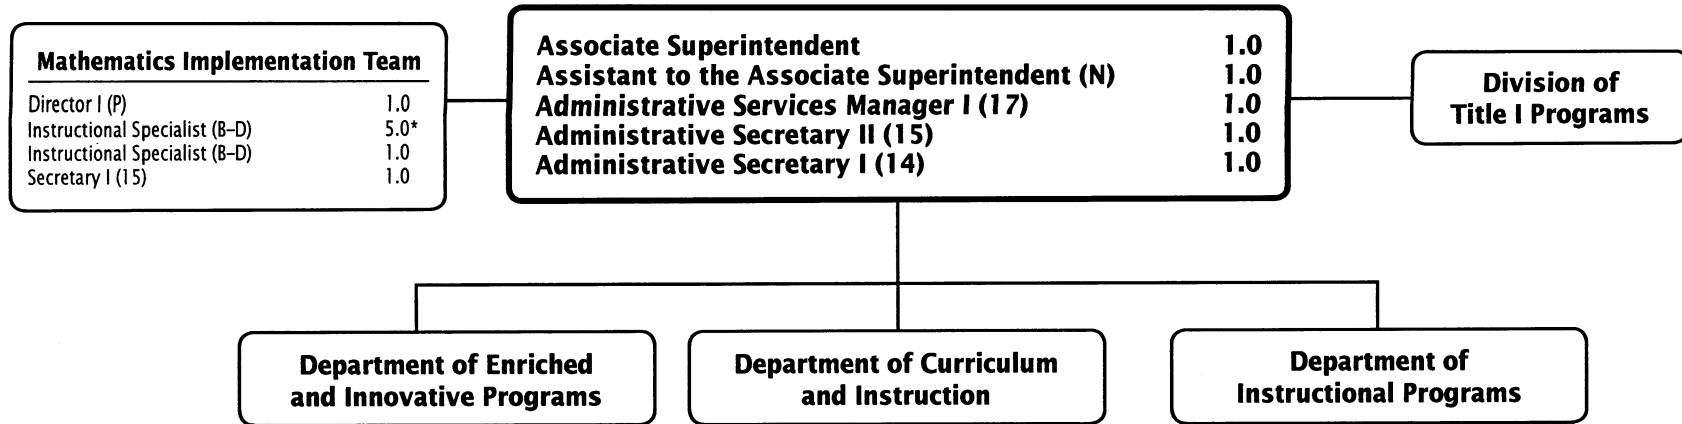 Mathematics Implementation Team
Director I (P) 1.0
Instructional Specialist (B–D) 5.0*
Instructional Specialist (B–D) 1.0
Secretary I (15) 1.0
Associate Superintendent 1.0
Assistant to the Associate Superintendent (N) 1.0
Administrative Services Manager I (17) 1.0
Administrative Secretary II (15) 1.0
Administrative Secretary I (14) 1.0
Division of
Title I Programs
Department of Enriched
and Innovative Programs
Department of Curriculum
and Instruction
Department of
Instructional Programs